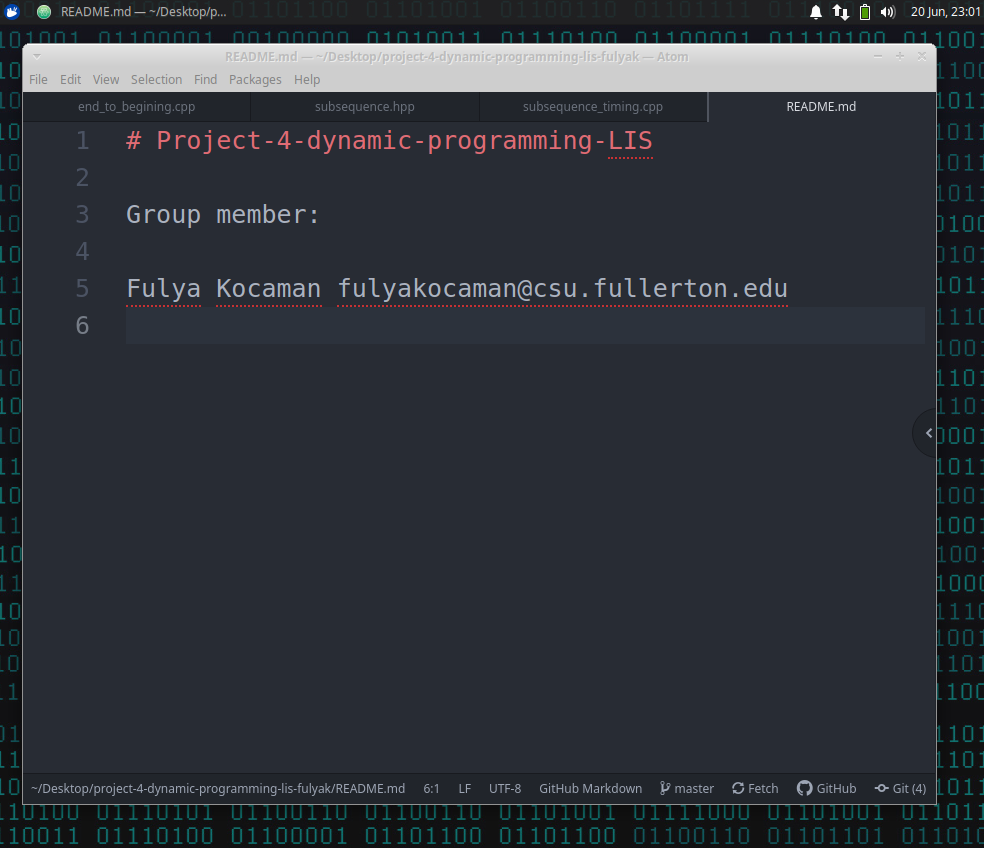 README.md — ~/Desktop/p...
20 Jun, 23:01
README.md — ~/Desktop/project-4-dynamic-programming-lis-fulyak — Atom
File Edit View Selection Find Packages Help
end_to_begining.cpp subsequence.hpp subsequence_timing.cpp README.md
1 # Project-4-dynamic-programming-LIS
2
3 Group member:
4
5 Fulya Kocaman fulyakocaman@csu.fullerton.edu
6
~/Desktop/project-4-dynamic-programming-lis-fulyak/README.md 6:1 LF UTF-8 GitHub Markdown master Fetch GitHub Git (4)